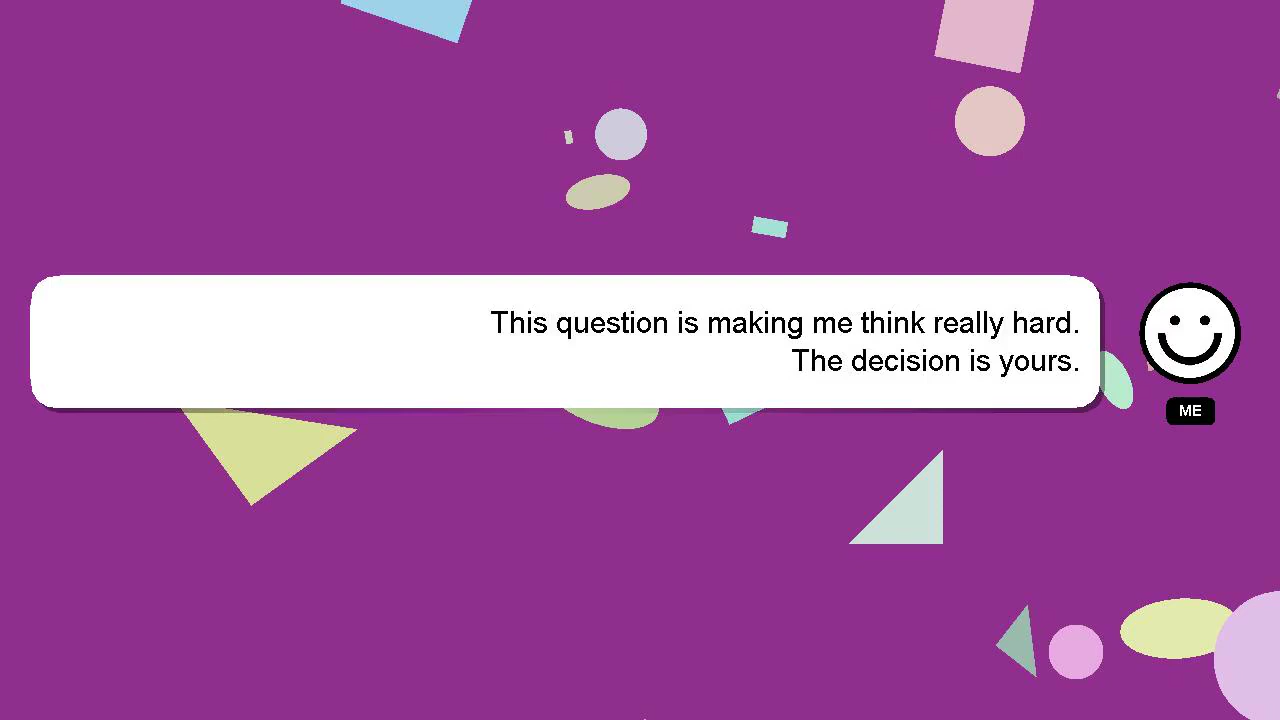 This question is making me think really hard.
The decision is yours.
ME